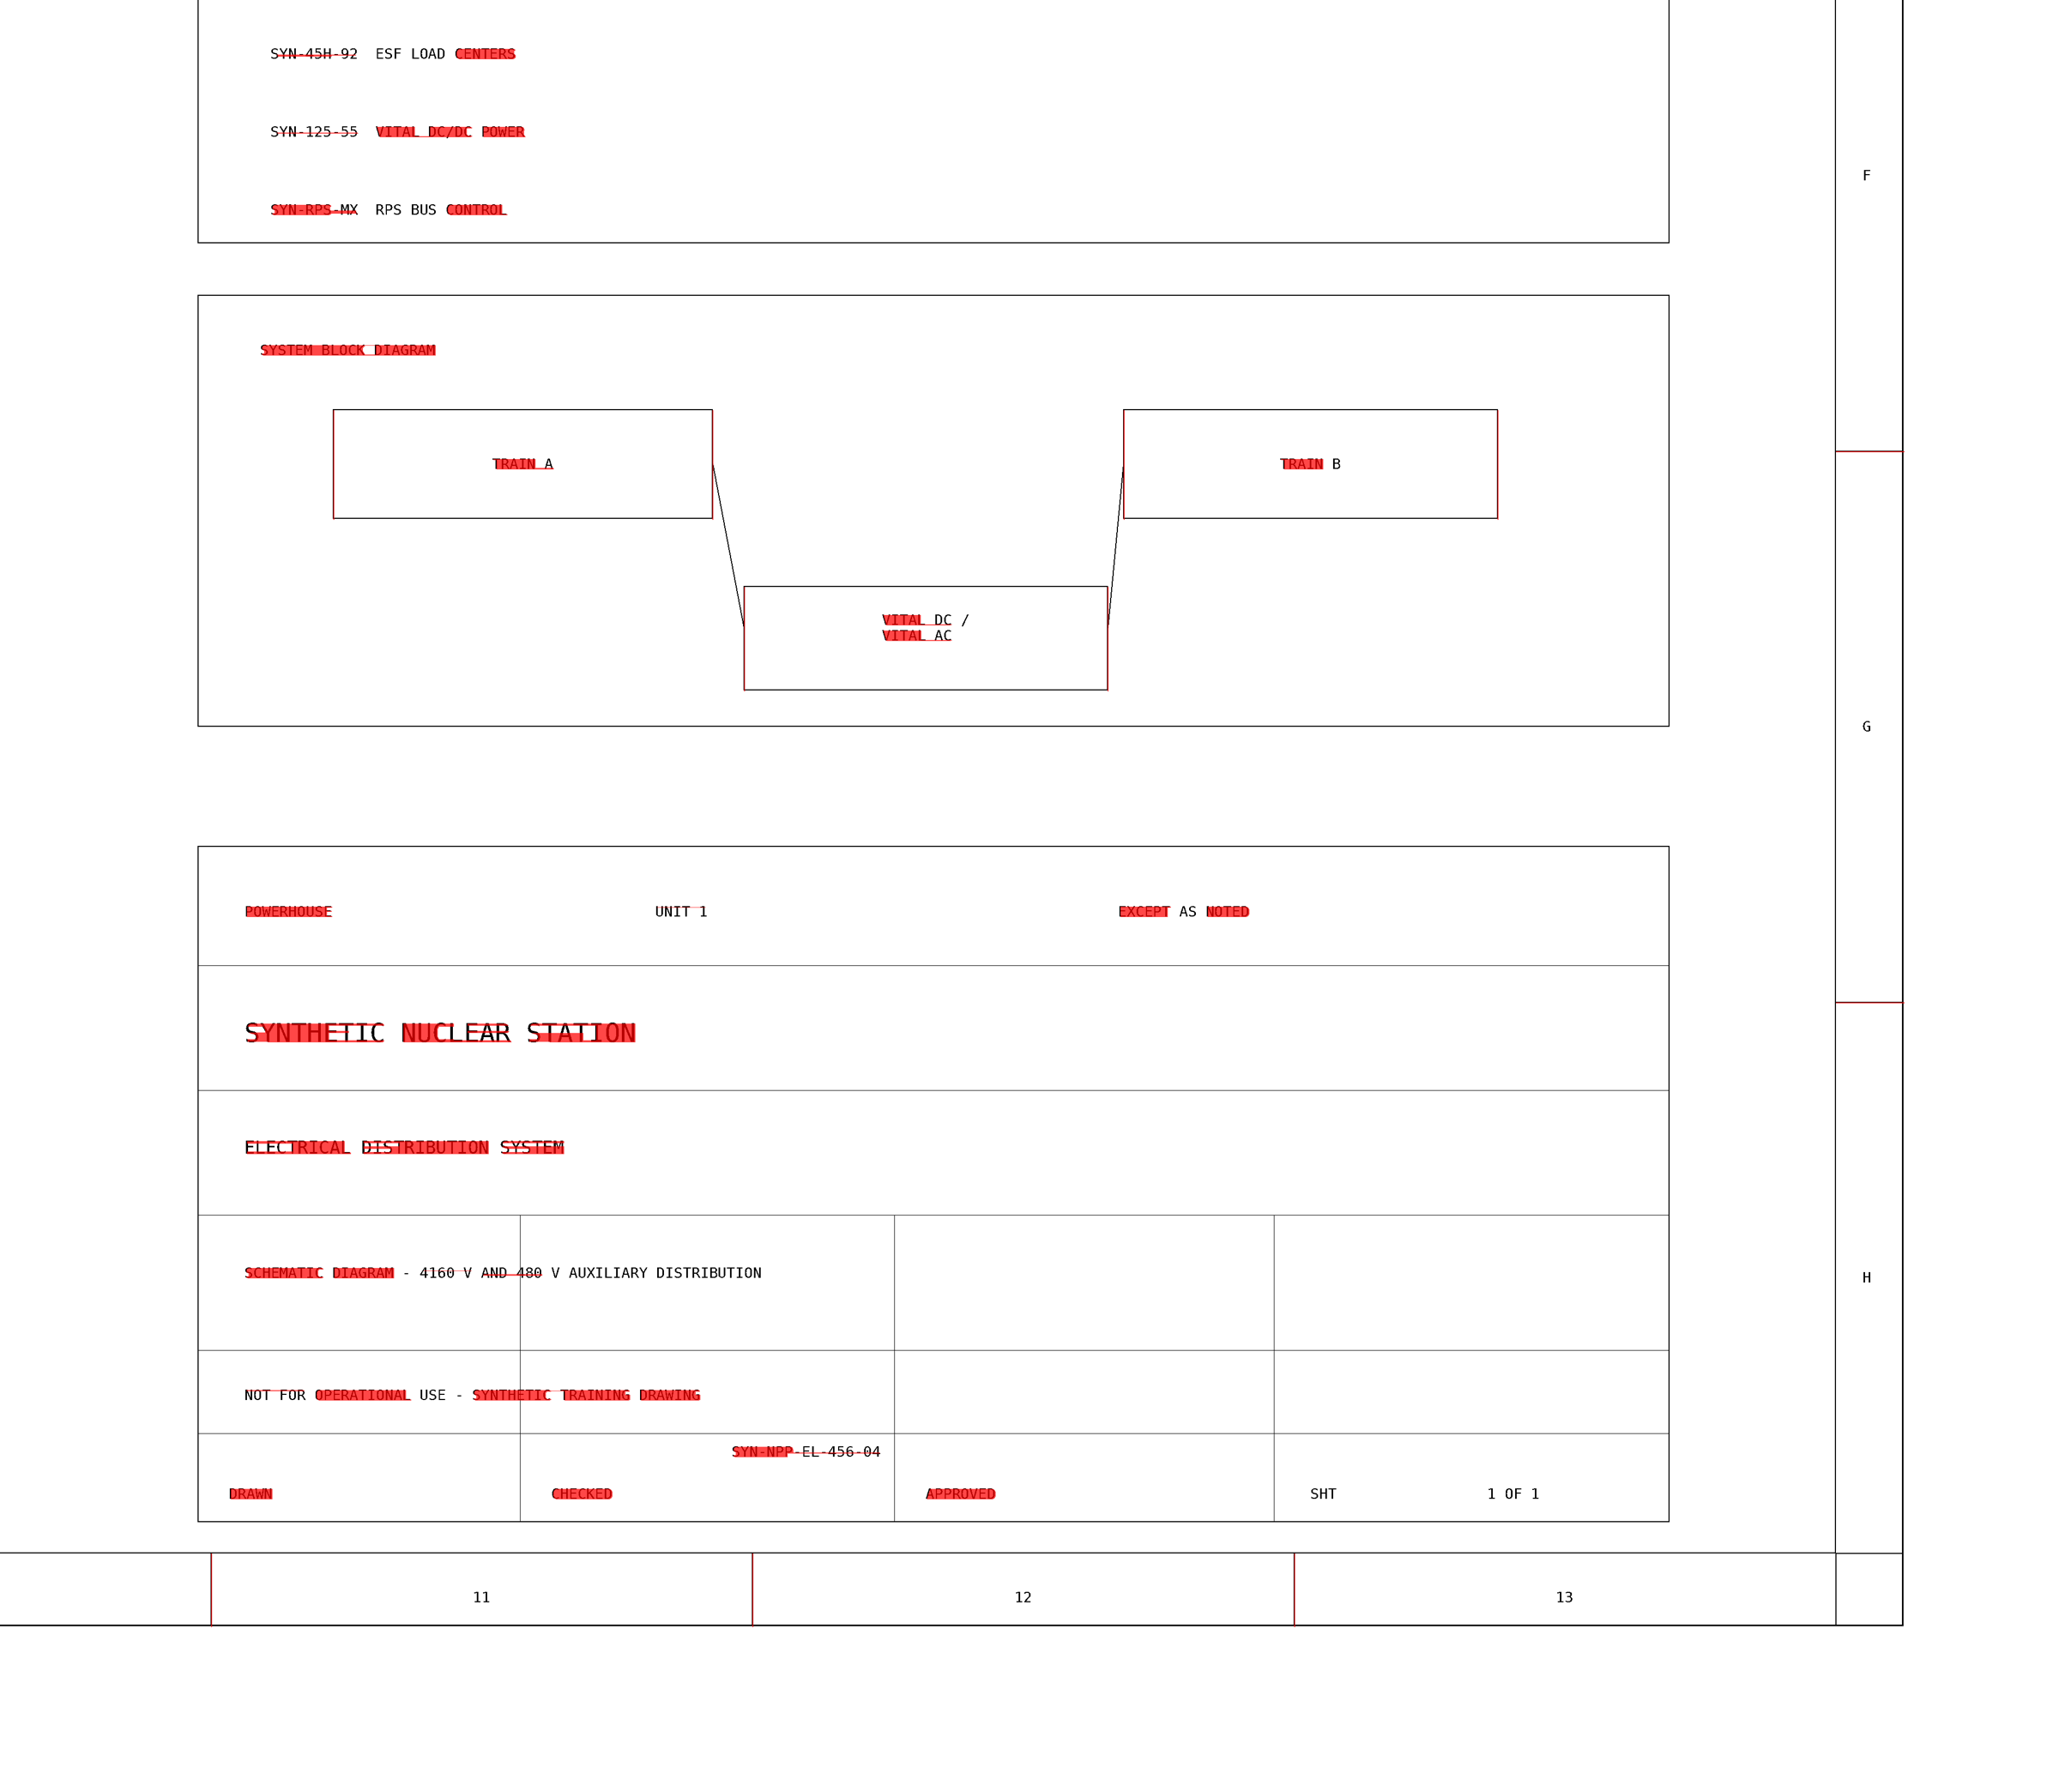 SYN-45H-92  ESF LOAD CENTERS
SYN-125-55  VITAL DC/DC POWER
SYN-RPS-MX  RPS BUS CONTROL
F
SYSTEM BLOCK DIAGRAM
TRAIN A
TRAIN B
VITAL DC /
VITAL AC
G
POWERHOUSE
UNIT 1
EXCEPT AS NOTED
SYNTHETIC NUCLEAR STATION
ELECTRICAL DISTRIBUTION SYSTEM
SCHEMATIC DIAGRAM - 4160 V AND 480 V AUXILIARY DISTRIBUTION
H
NOT FOR OPERATIONAL USE - SYNTHETIC TRAINING DRAWING
SYN-NPP-EL-456-04
DRAWN
CHECKED
APPROVED
SHT
1 OF 1
11
12
13